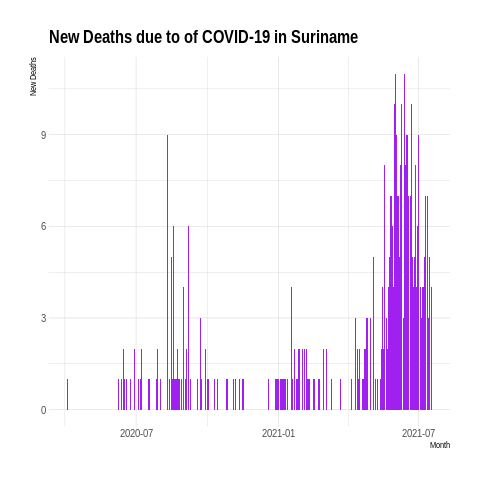 New Deaths due to of COVID-19 in Suriname
New Deaths
9
6
3
0
2020-07 2021-01 2021-07
Month